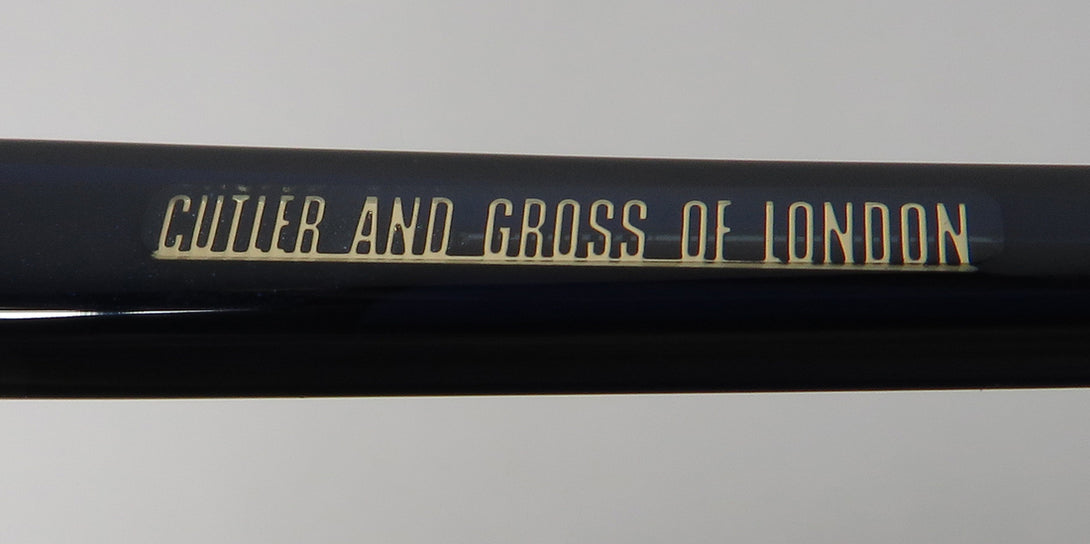 CUTLER AND GROSS OF LONDON